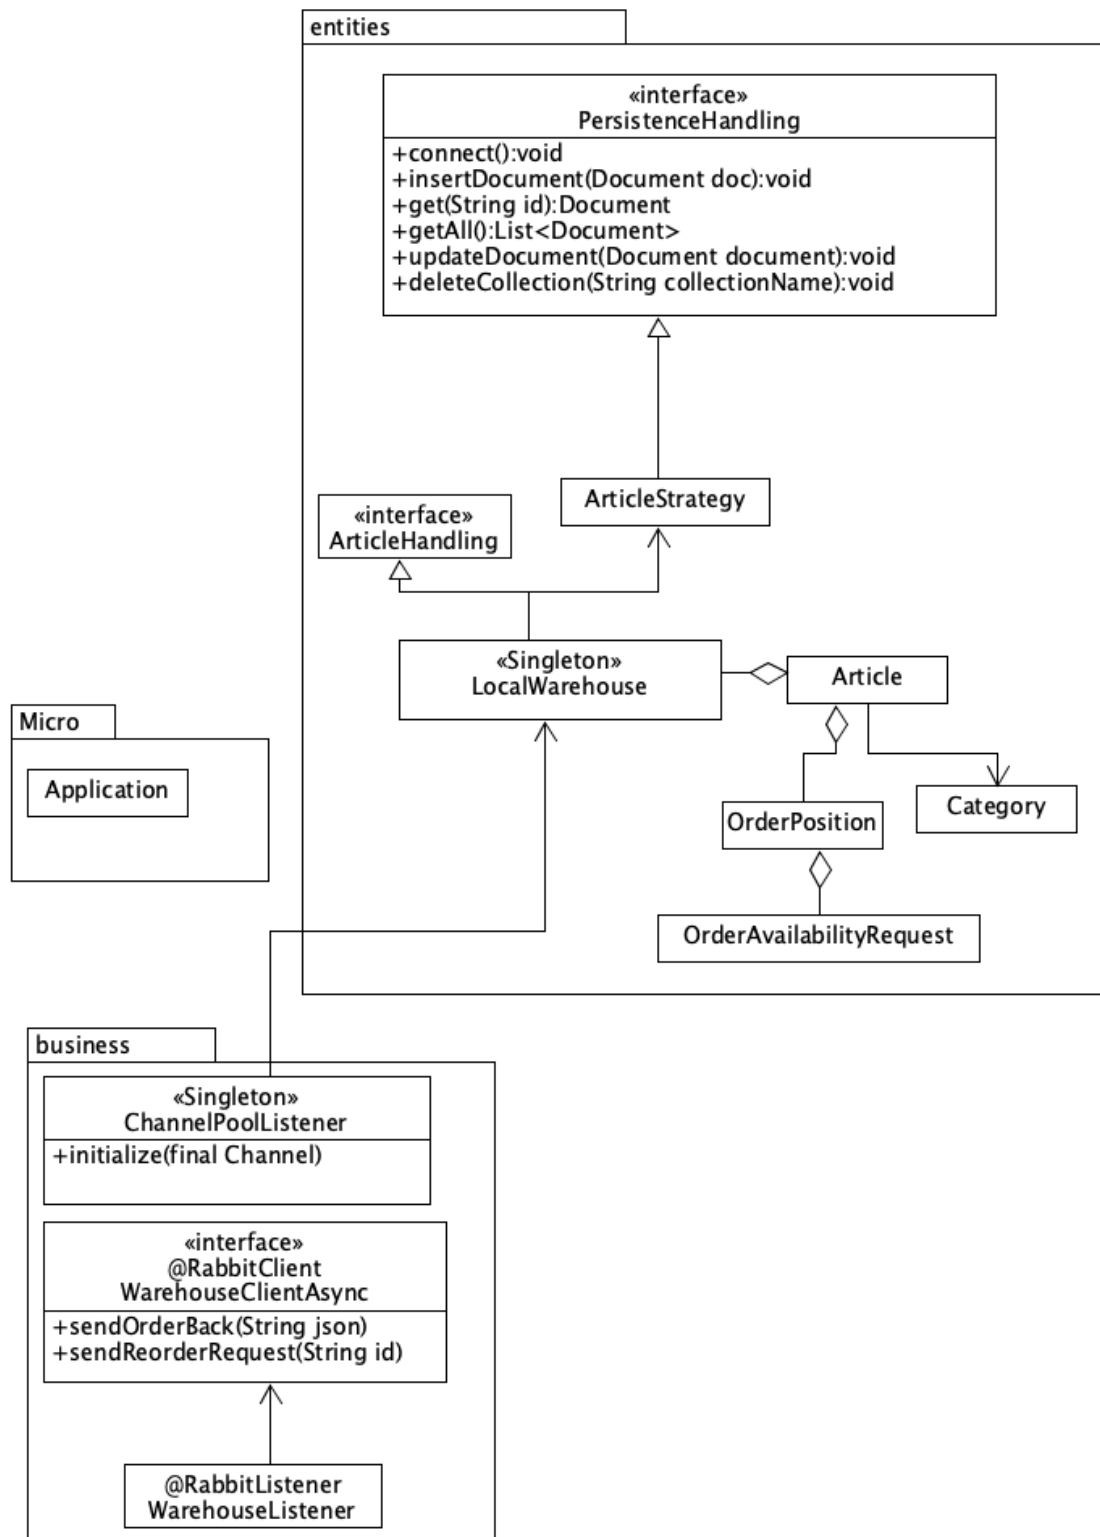 entities
«interface»
PersistenceHandling
+connect():void
+insertDocument(Document doc):void
+get(String id):Document
+getAll():List<Document>
+updateDocument(Document document):void
+deleteCollection(String collectionName):void
ArticleStrategy
«interface»
ArticleHandling
«Singleton»
LocalWarehouse
Article
Micro
Application
OrderPosition
Category
OrderAvailabilityRequest
business
«Singleton»
ChannelPoolListener
+initialize(final Channel)
«interface»
@RabbitClient
WarehouseClientAsync
+sendOrderBack(String json)
+sendReorderRequest(String id)
@RabbitListener
WarehouseListener